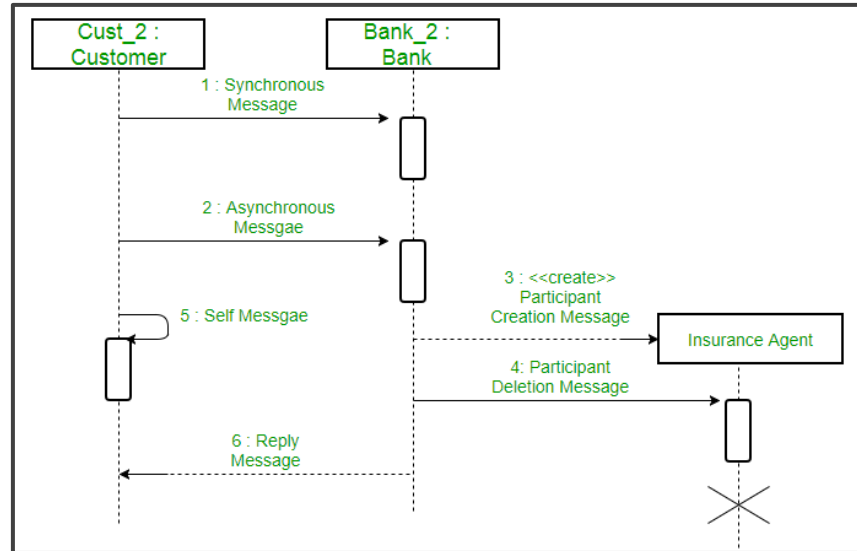 Cust_2 :
Customer
Bank_2 :
Bank
1 : Synchronous
Message
2 : Asynchronous
Messgae
3 : <<create>>
Participant
Creation Message
5 : Self Messgae
Insurance Agent
4: Participant
Deletion Message
6 : Reply
Message